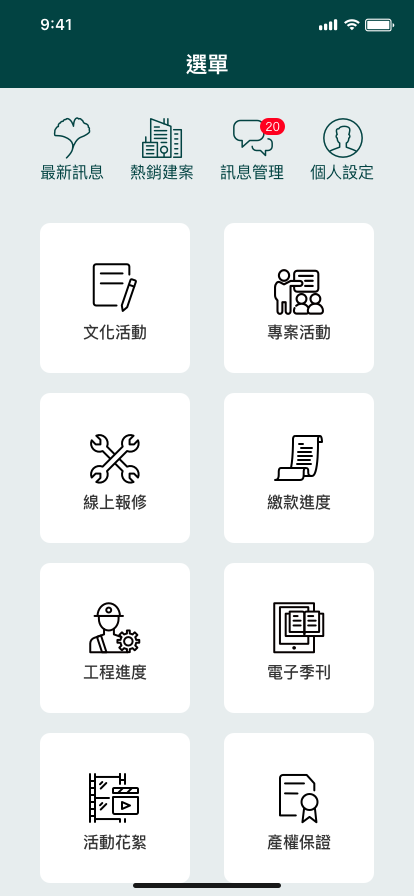 9:41
選單
20
最新訊息 熱銷建案 訊息管理 個人設定
文化活動 專案活動
線上報修 繳款進度
工程進度 電子季刊
活動花絮 產權保證